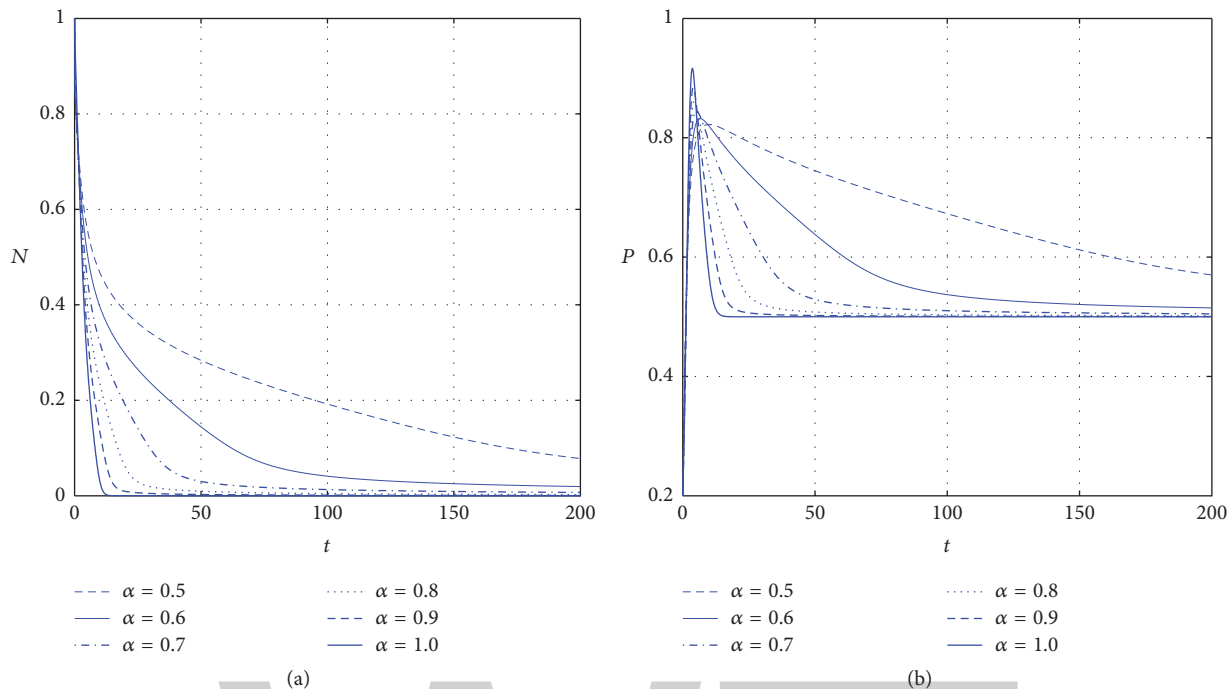 1
0.8
0.6
N
0.4
0.2
0
0
50
100
150
200
t
α = 0.5
α = 0.6
α = 0.7
α = 0.8
α = 0.9
α = 1.0
(a)
1
0.8
P
0.6
0.4
0.2
0
50
100
150
200
t
α = 0.5
α = 0.6
α = 0.7
α = 0.8
α = 0.9
α = 1.0
(b)